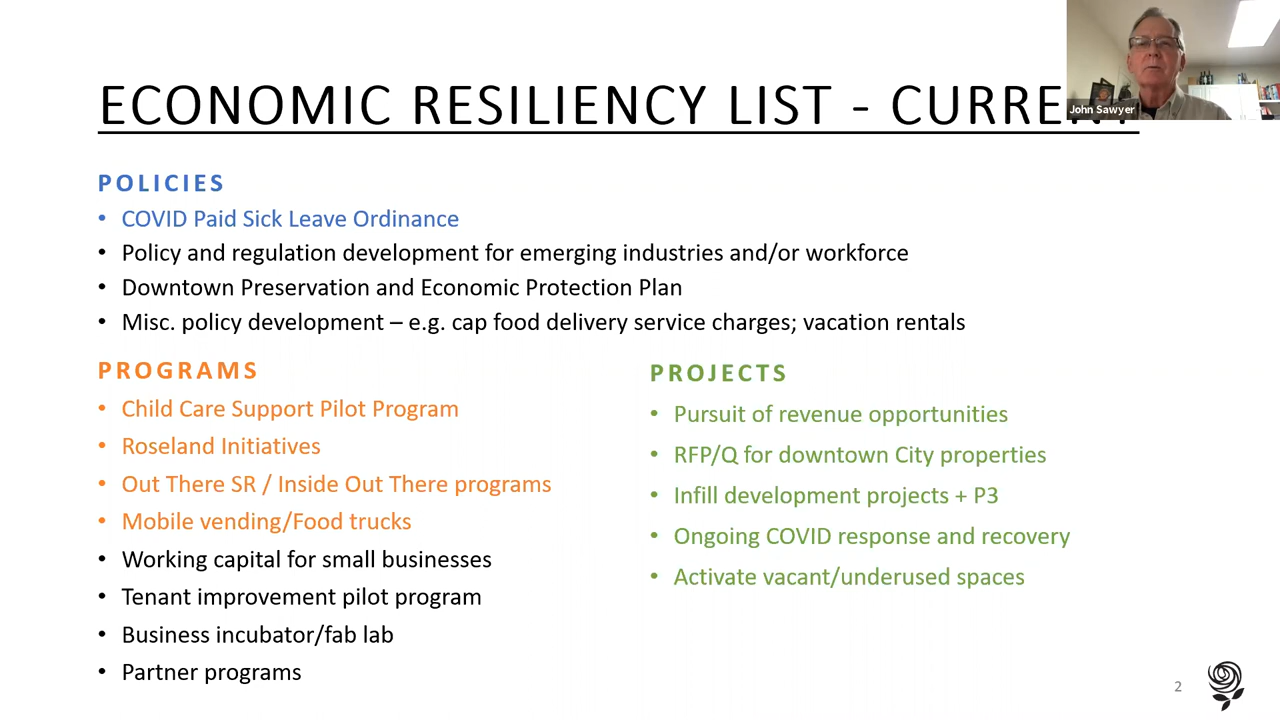 John Sawyer
ECONOMIC RESILIENCY LIST - CURRENT
POLICIES
• COVID Paid Sick Leave Ordinance
• Policy and regulation development for emerging industries and/or workforce
• Downtown Preservation and Economic Protection Plan
• Misc. policy development – e.g. cap food delivery service charges; vacation rentals
PROGRAMS
• Child Care Support Pilot Program
• Roseland Initiatives
• Out There SR / Inside Out There programs
• Mobile vending/Food trucks
• Working capital for small businesses
• Tenant improvement pilot program
• Business incubator/fab lab
• Partner programs
PROJECTS
• Pursuit of revenue opportunities
• RFP/Q for downtown City properties
• Infill development projects + P3
• Ongoing COVID response and recovery
• Activate vacant/underused spaces
2